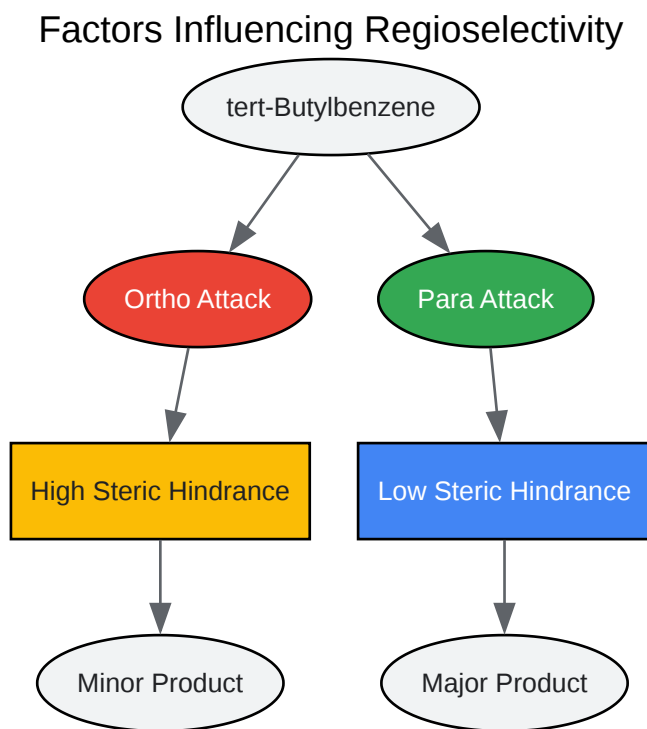 Factors Influencing Regioselectivity
tert-Butylbenzene
Ortho Attack
Para Attack
High Steric Hindrance
Low Steric Hindrance
Minor Product
Major Product